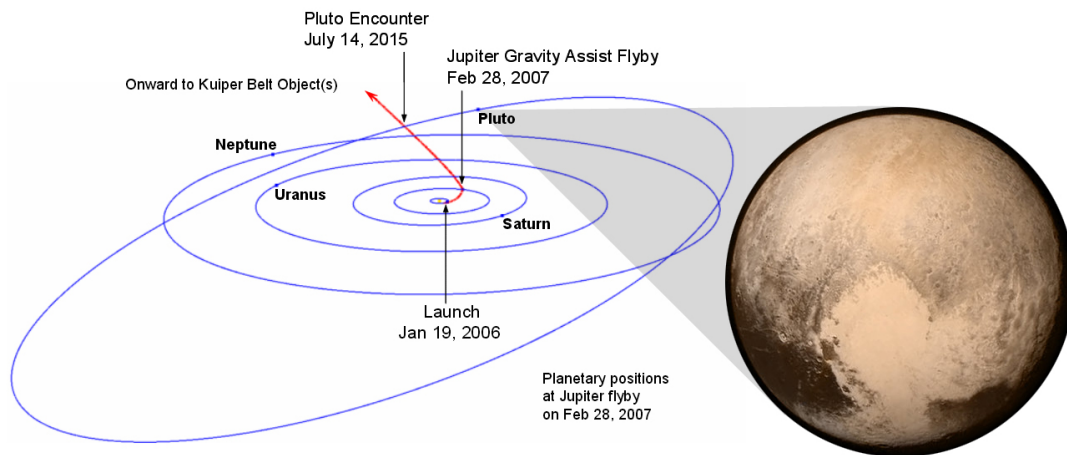 Pluto Encounter
July 14, 2015
Jupiter Gravity Assist Flyby
Feb 28, 2007
Onward to Kuiper Belt Object(s)
Pluto
Neptune
Uranus
Saturn
Launch
Jan 19, 2006
Planetary positions
at Jupiter flyby
on Feb 28, 2007